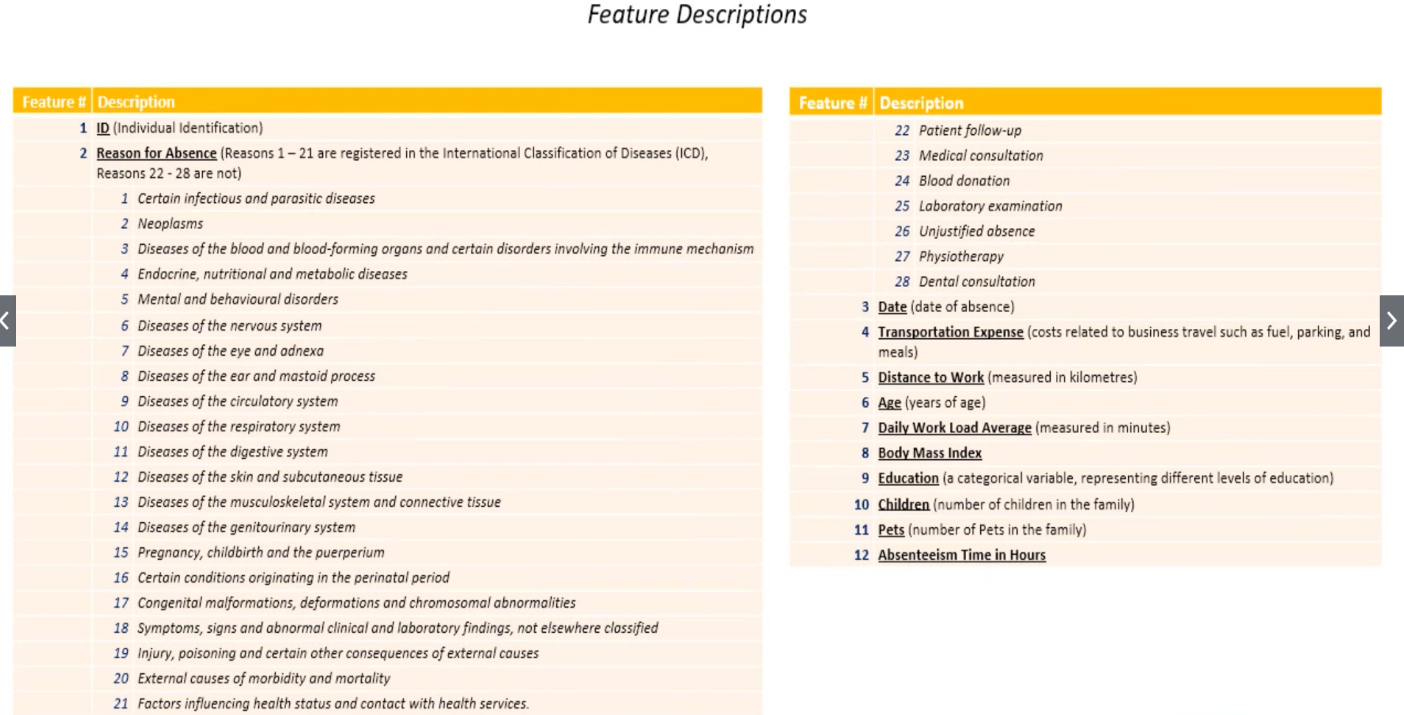 Feature Descriptions
Feature # Description
1 ID (Individual Identification)
2 Reason for Absence (Reasons 1 – 21 are registered in the International Classification of Diseases (ICD),
Reasons 22 - 28 are not)
1 Certain infectious and parasitic diseases
2 Neoplasms
3 Diseases of the blood and blood-forming organs and certain disorders involving the immune mechanism
4 Endocrine, nutritional and metabolic diseases
5 Mental and behavioural disorders
6 Diseases of the nervous system
7 Diseases of the eye and adnexa
8 Diseases of the ear and mastoid process
9 Diseases of the circulatory system
10 Diseases of the respiratory system
11 Diseases of the digestive system
12 Diseases of the skin and subcutaneous tissue
13 Diseases of the musculoskeletal system and connective tissue
14 Diseases of the genitourinary system
15 Pregnancy, childbirth and the puerperium
16 Certain conditions originating in the perinatal period
17 Congenital malformations, deformations and chromosomal abnormalities
18 Symptoms, signs and abnormal clinical and laboratory findings, not elsewhere classified
19 Injury, poisoning and certain other consequences of external causes
20 External causes of morbidity and mortality
21 Factors influencing health status and contact with health services.
Feature # Description
22 Patient follow-up
23 Medical consultation
24 Blood donation
25 Laboratory examination
26 Unjustified absence
27 Physiotherapy
28 Dental consultation
3 Date (date of absence)
4 Transportation Expense (costs related to business travel such as fuel, parking, and
meals)
5 Distance to Work (measured in kilometres)
6 Age (years of age)
7 Daily Work Load Average (measured in minutes)
8 Body Mass Index
9 Education (a categorical variable, representing different levels of education)
10 Children (number of children in the family)
11 Pets (number of Pets in the family)
12 Absenteeism Time in Hours